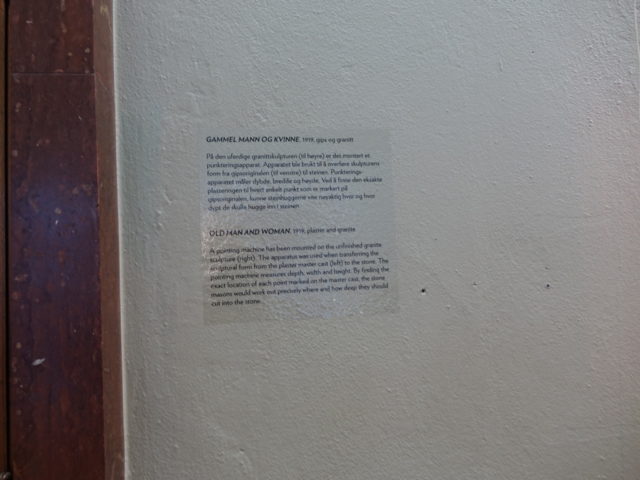 GAMMEL MANN OG KVINNE, 1919, gips og granitt
På den uferdige granittskulpturen (til høyre) er det montert et
punkteringsapparat. Apparatet ble brukt til å overføre skulpturens
form fra gipsoriginalen (til venstre) til steinen. Punkterings-
apparatet måler dybde, bredde og høyde. Ved å finne den eksakte
plasseringen til hvert enkelt punkt som er markert på
gipsoriginalen, kunne steinhuggerne vite nøyaktig hvor og hvor
dypt de skulle hugge inn i steinen.
OLD MAN AND WOMAN, 1919, plaster and granite
A pointing machine has been mounted on the unfinished granite
sculpture (right). The apparatus was used when transferring the
sculptural form from the plaster master cast (left) to the stone. The
pointing machine measures depth, width and height. By finding the
exact location of each point marked on the master cast, the stone
masons would work out precisely where and how deep they should
cut into the stone.